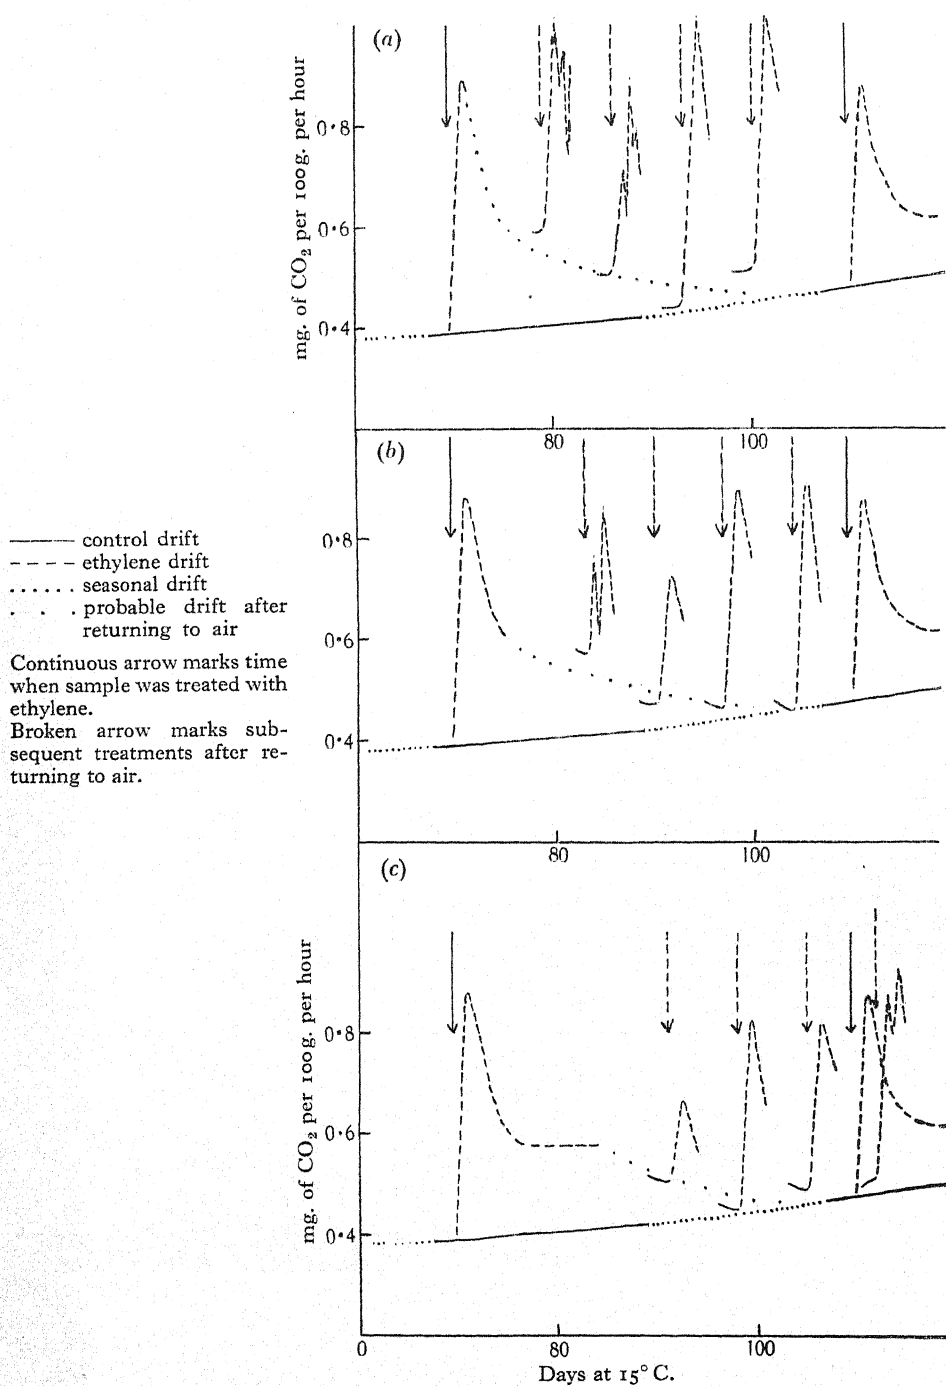 (a)
mg. of CO₂ per 100g. per hour
0·8
0·6
0·4
80
100
(b)
0·8
0·6
0·4
80
100
control drift
ethylene drift
seasonal drift
probable drift after
returning to air
Continuous arrow marks time
when sample was treated with
ethylene.
Broken arrow marks sub-
sequent treatments after re-
turning to air.
(c)
mg. of CO₂ per 100g. per hour
0·8
0·6
0·4
0
80
100
Days at 15° C.